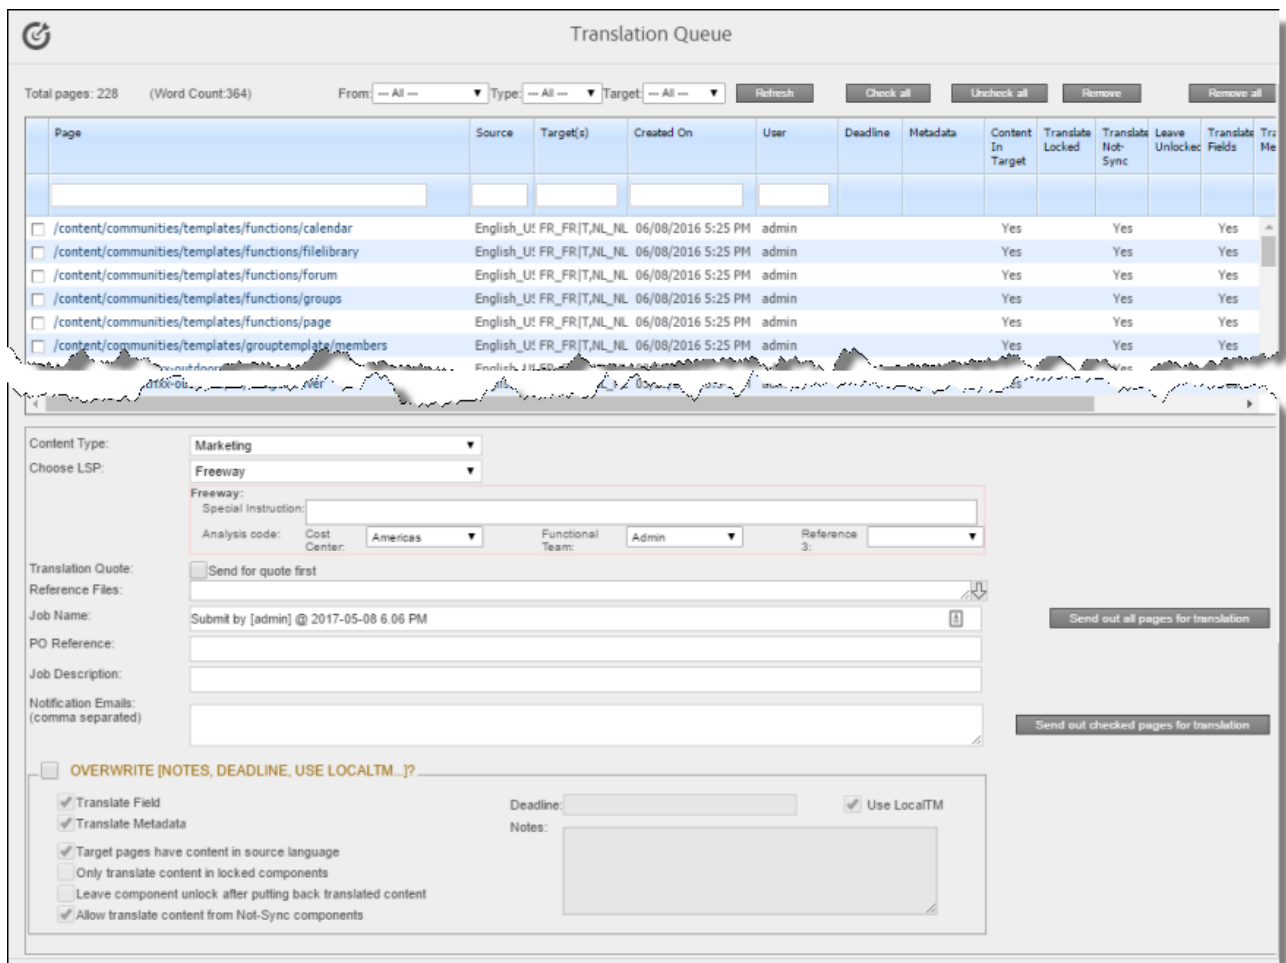 Translation Queue
Total pages: 228 (Word Count:364) From: --- All --- Type: --- All --- Target: --- All --- Refresh Check all Uncheck all Remove Remove all
Page Source Target(s) Created On User Deadline Metadata Content In Target Translate Locked Translate Not-Sync Leave Unlocked Translate Fields Tra Me
/content/communities/templates/functions/calendar English_US FR_FR|T,NL_NL 06/08/2016 5:25 PM admin Yes Yes Yes
/content/communities/templates/functions/filelibrary English_US FR_FR|T,NL_NL 06/08/2016 5:25 PM admin Yes Yes Yes
/content/communities/templates/functions/forum English_US FR_FR|T,NL_NL 06/08/2016 5:25 PM admin Yes Yes Yes
/content/communities/templates/functions/groups English_US FR_FR|T,NL_NL 06/08/2016 5:25 PM admin Yes Yes Yes
/content/communities/templates/functions/page English_US FR_FR|T,NL_NL 06/08/2016 5:25 PM admin Yes Yes Yes
/content/communities/templates/grouptemplate/members English_US FR_FR|T,NL_NL 06/08/2016 5:25 PM admin Yes Yes Yes
Content Type: Marketing
Choose LSP: Freeway
Freeway:
Special Instruction:
Analysis code: Cost Center: Americas Functional Team: Admin Reference 3:
Translation Quote: Send for quote first
Reference Files:
Job Name: Submit by [admin] @ 2017-05-08 6.06 PM Send out all pages for translation
PO Reference:
Job Description:
Notification Emails:
(comma separated) Send out checked pages for translation
OVERWRITE [NOTES, DEADLINE, USE LOCALTM...]?
Translate Field Deadline: Use LocalTM
Translate Metadata Notes:
Target pages have content in source language
Only translate content in locked components
Leave component unlock after putting back translated content
Allow translate content from Not-Sync components